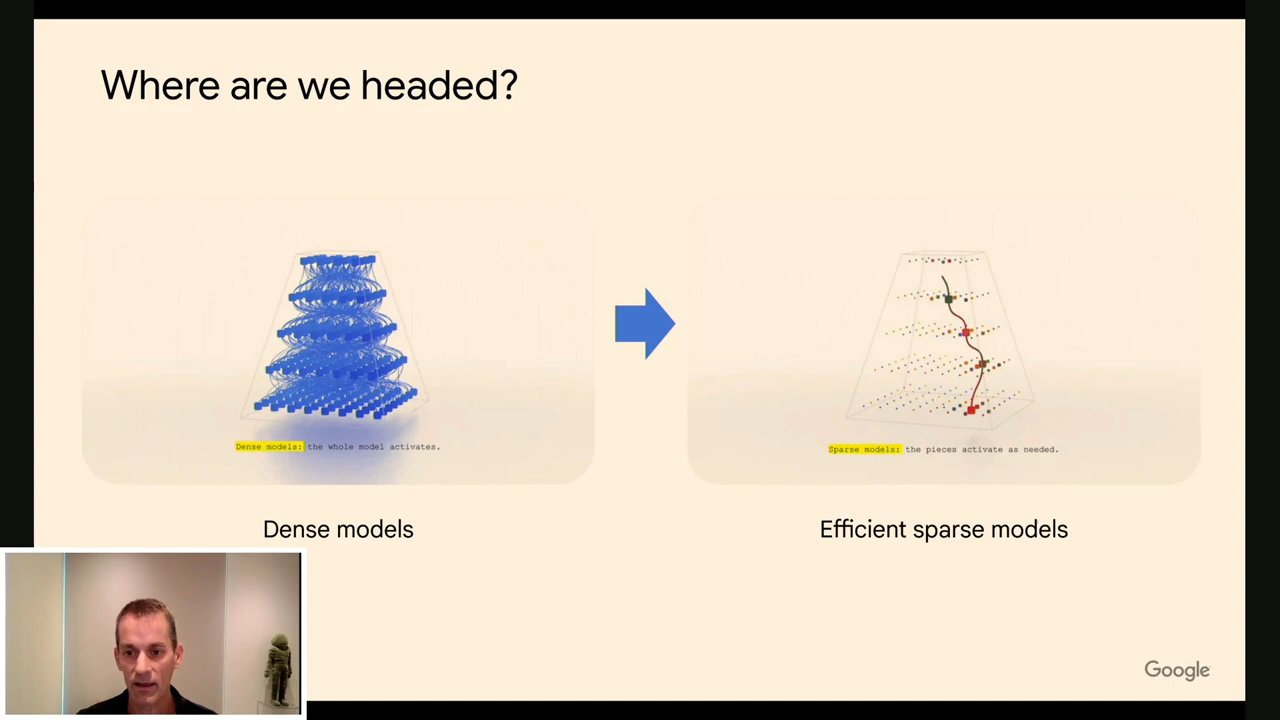 Where are we headed?
Dense models: the whole model activates.
Sparse models: the pieces activate as needed.
Dense models
Efficient sparse models
Google